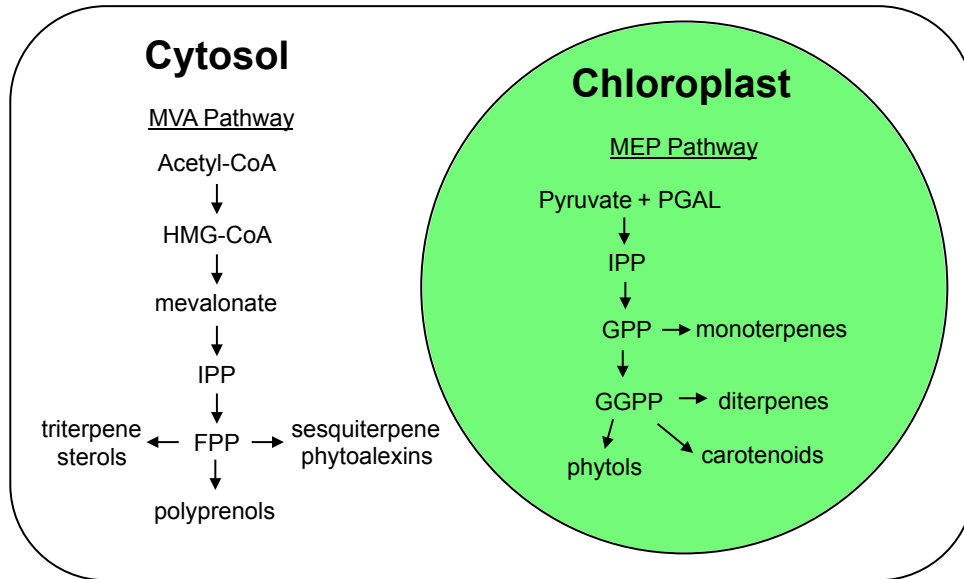 Cytosol
MVA Pathway
Acetyl-CoA
HMG-CoA
mevalonate
IPP
triterpene
sterols
FPP
sesquiterpene
phytoalexins
polyprenols
Chloroplast
MEP Pathway
Pyruvate + PGAL
IPP
GPP
monoterpenes
GGPP
diterpenes
phytols
carotenoids